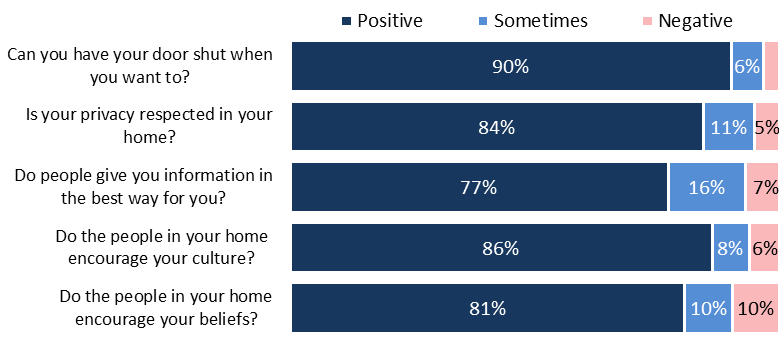 Positive Sometimes Negative
Can you have your door shut when
you want to?
90% 6%
Is your privacy respected in your
home?
84% 11% 5%
Do people give you information in
the best way for you?
77% 16% 7%
Do the people in your home
encourage your culture?
86% 8% 6%
Do the people in your home
encourage your beliefs?
81% 10% 10%